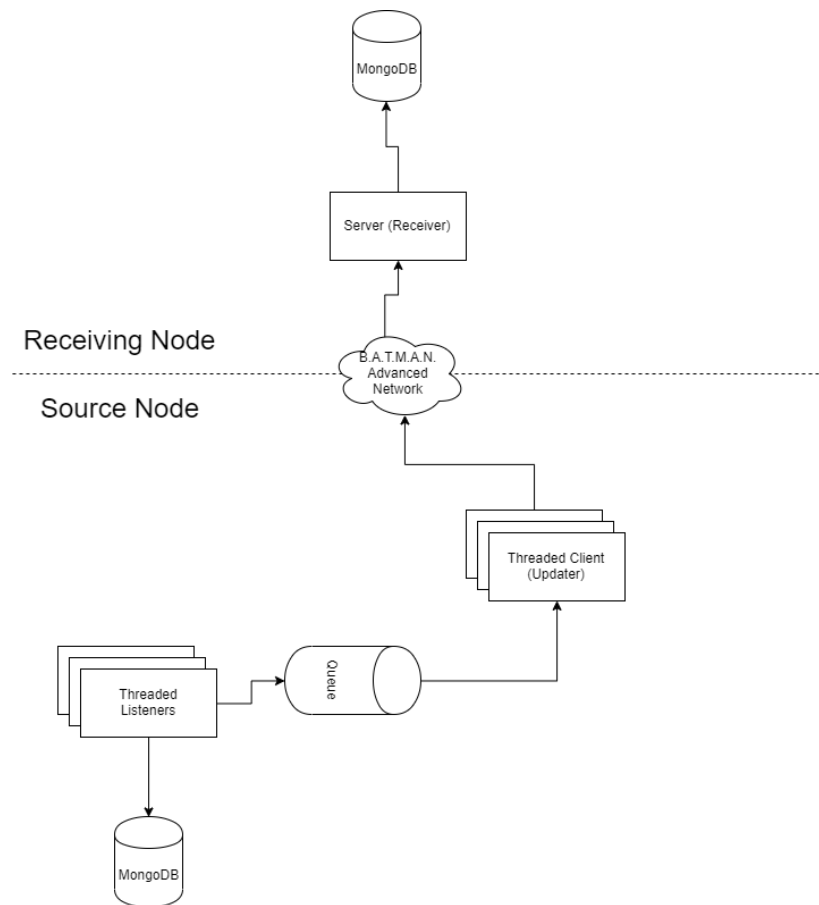 MongoDB
Server (Receiver)
Receiving Node
B.A.T.M.A.N.
Advanced
Network
Source Node
Threaded Client
(Updater)
Queue
Threaded
Listeners
MongoDB